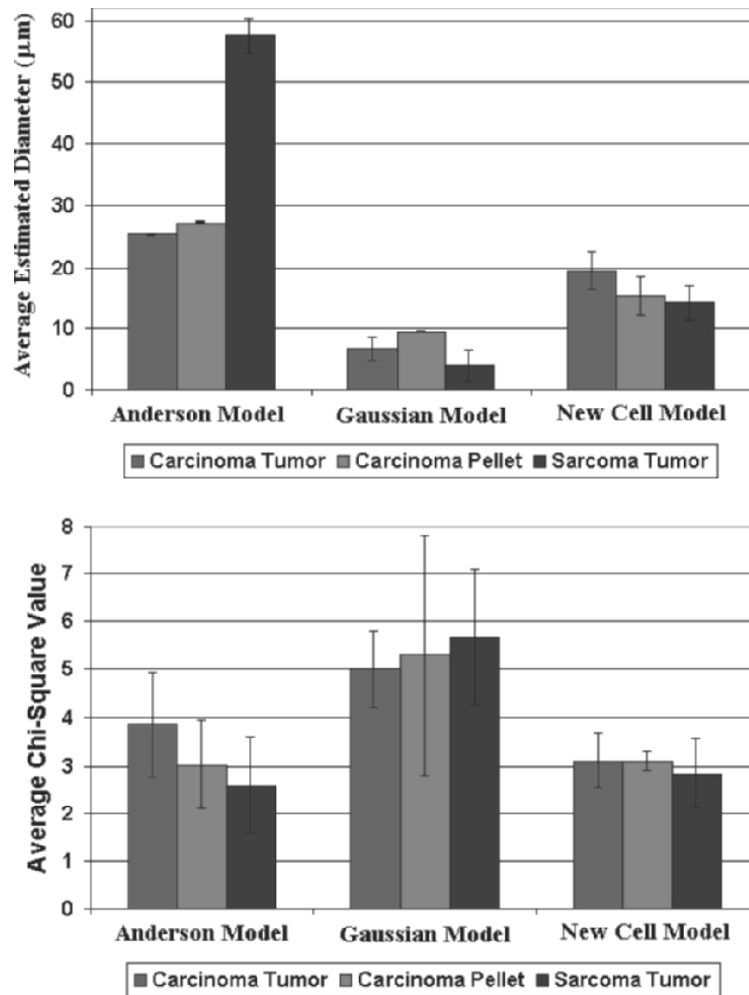 Average Estimated Diameter (µm)
60
50
40
30
20
10
0
Anderson Model Gaussian Model New Cell Model
Carcinoma Tumor Carcinoma Pellet Sarcoma Tumor
Average Chi-Square Value
8
7
6
5
4
3
2
1
0
Anderson Model Gaussian Model New Cell Model
Carcinoma Tumor Carcinoma Pellet Sarcoma Tumor